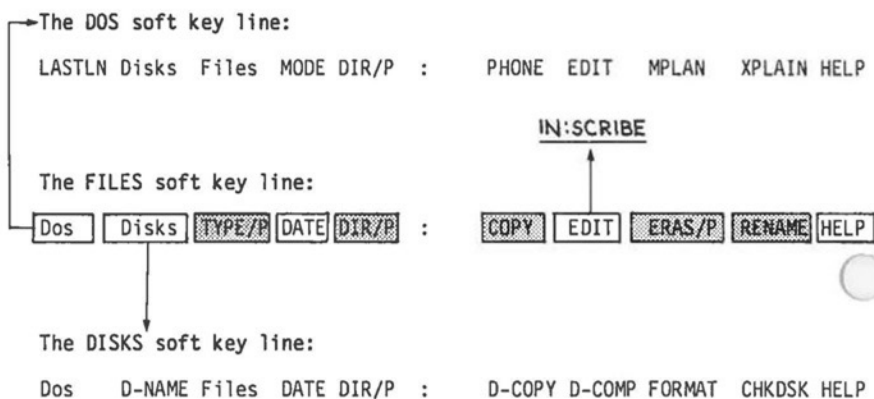 The DOS soft key line:
LASTLN Disks Files MODE DIR/P : PHONE EDIT MPLAN XPLAIN HELP
IN:SCRIBE
The FILES soft key line:
Dos Disks TYPE/P DATE DIR/P : COPY EDIT ERAS/P RENAME HELP
The DISKS soft key line:
Dos D-NAME Files DATE DIR/P : D-COPY D-COMP FORMAT CHKDSK HELP